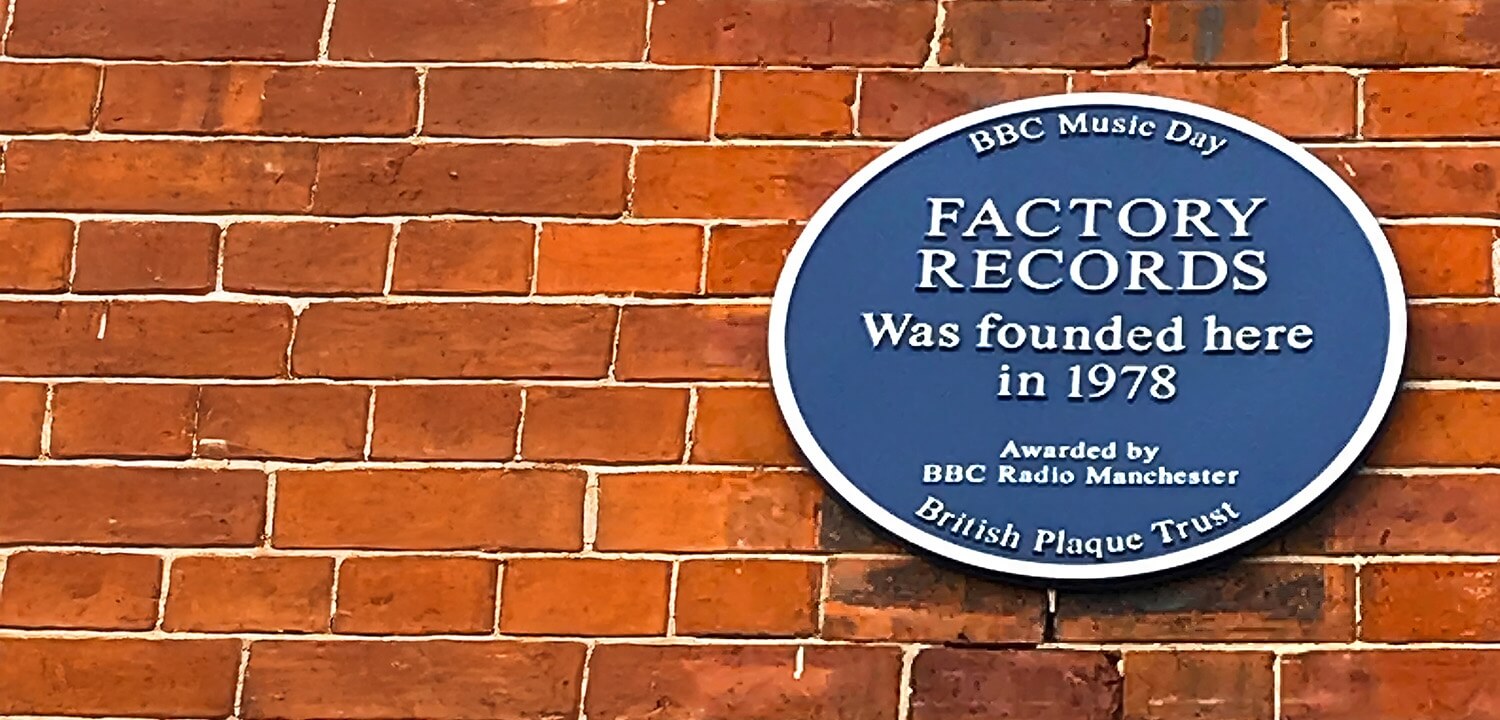 BBC Music Day
FACTORY
RECORDS
Was founded here
in 1978
Awarded by
BBC Radio Manchester
British Plaque Trust